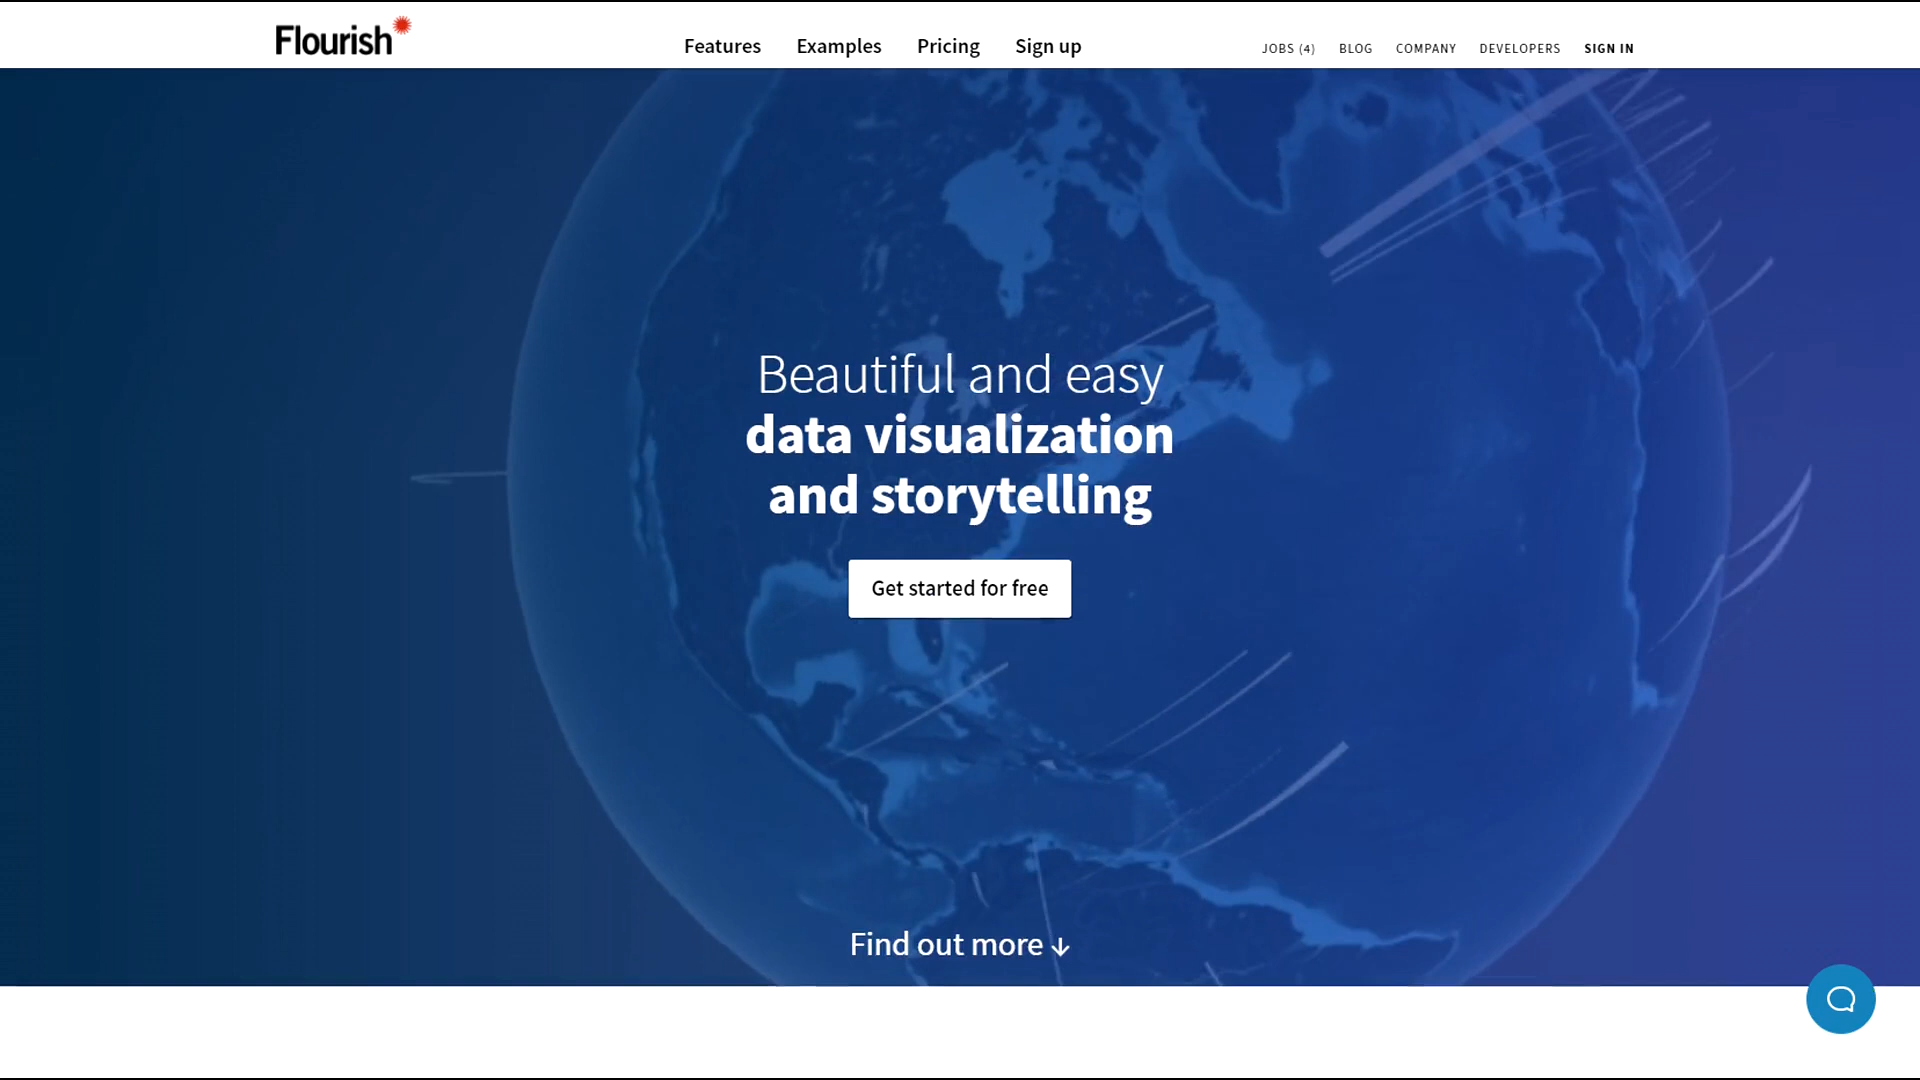 Flourish
Features Examples Pricing Sign up
JOBS (4) BLOG COMPANY DEVELOPERS SIGN IN
Beautiful and easy
data visualization
and storytelling
Get started for free
Find out more ↓